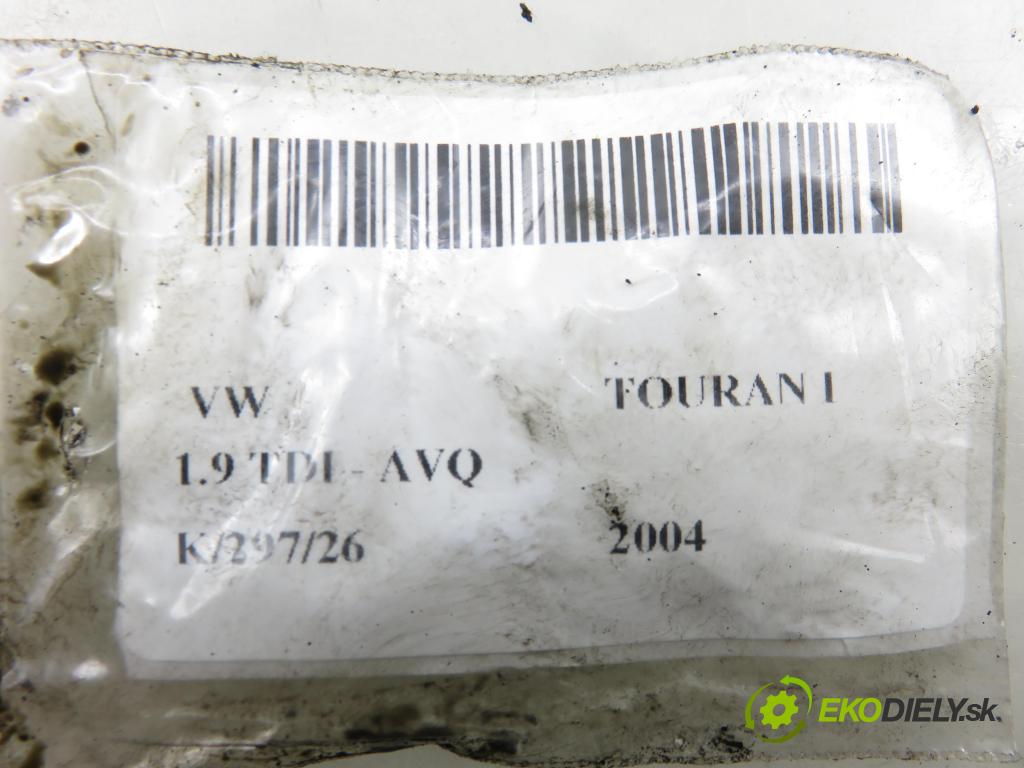 VW TOURAN I
1.9 TDI - AVQ
K/297/26 2004
EKODIELY.sk